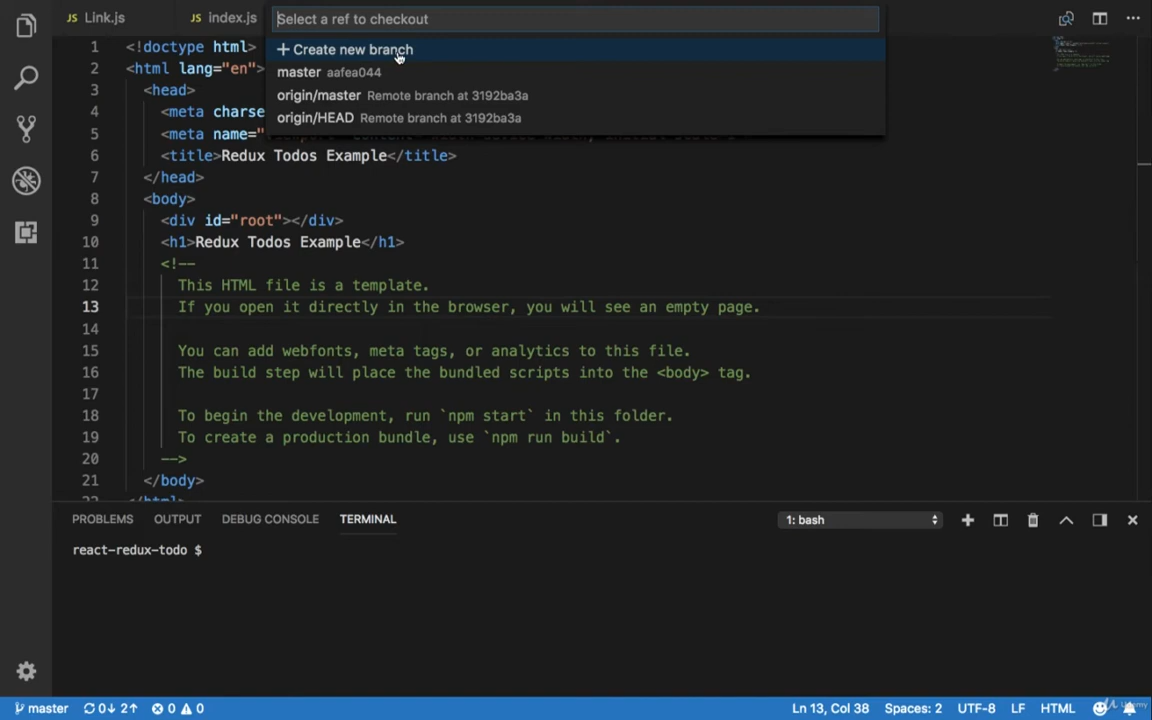 Link.js
index.js
Select a ref to checkout
+ Create new branch
master aafea044
origin/master Remote branch at 3192ba3a
origin/HEAD Remote branch at 3192ba3a
1 <!doctype html>
2 <html lang="en">
3 <head>
4 <meta charse
5 <meta name="
6 <title>Redux Todos Example</title>
7 </head>
8 <body>
9 <div id="root"></div>
10 <h1>Redux Todos Example</h1>
11 <!--
12 This HTML file is a template.
13 If you open it directly in the browser, you will see an empty page.
14
15 You can add webfonts, meta tags, or analytics to this file.
16 The build step will place the bundled scripts into the <body> tag.
17
18 To begin the development, run `npm start` in this folder.
19 To create a production bundle, use `npm run build`.
20 -->
21 </body>
22 </html>
PROBLEMS OUTPUT DEBUG CONSOLE TERMINAL
1: bash
react-redux-todo $
master 0↓ 2↑ 0 0
Ln 13, Col 38 Spaces: 2 UTF-8 LF HTML
Udemy